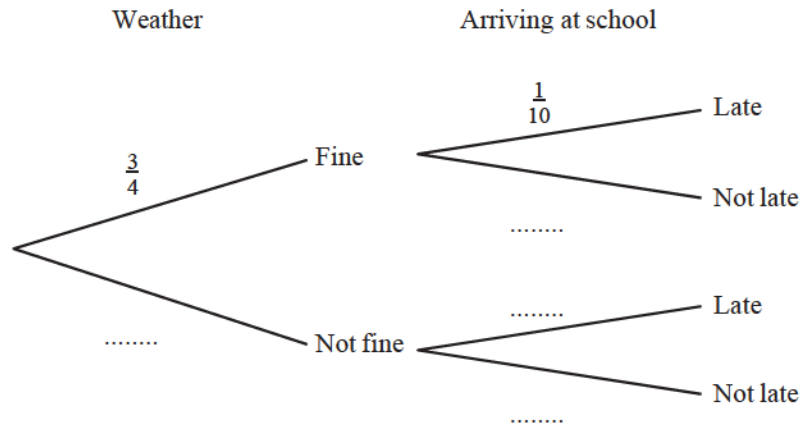 Weather
Arriving at school
1
10
Late
3
4
Fine
Not late
........
........
Late
........
Not fine
Not late
........